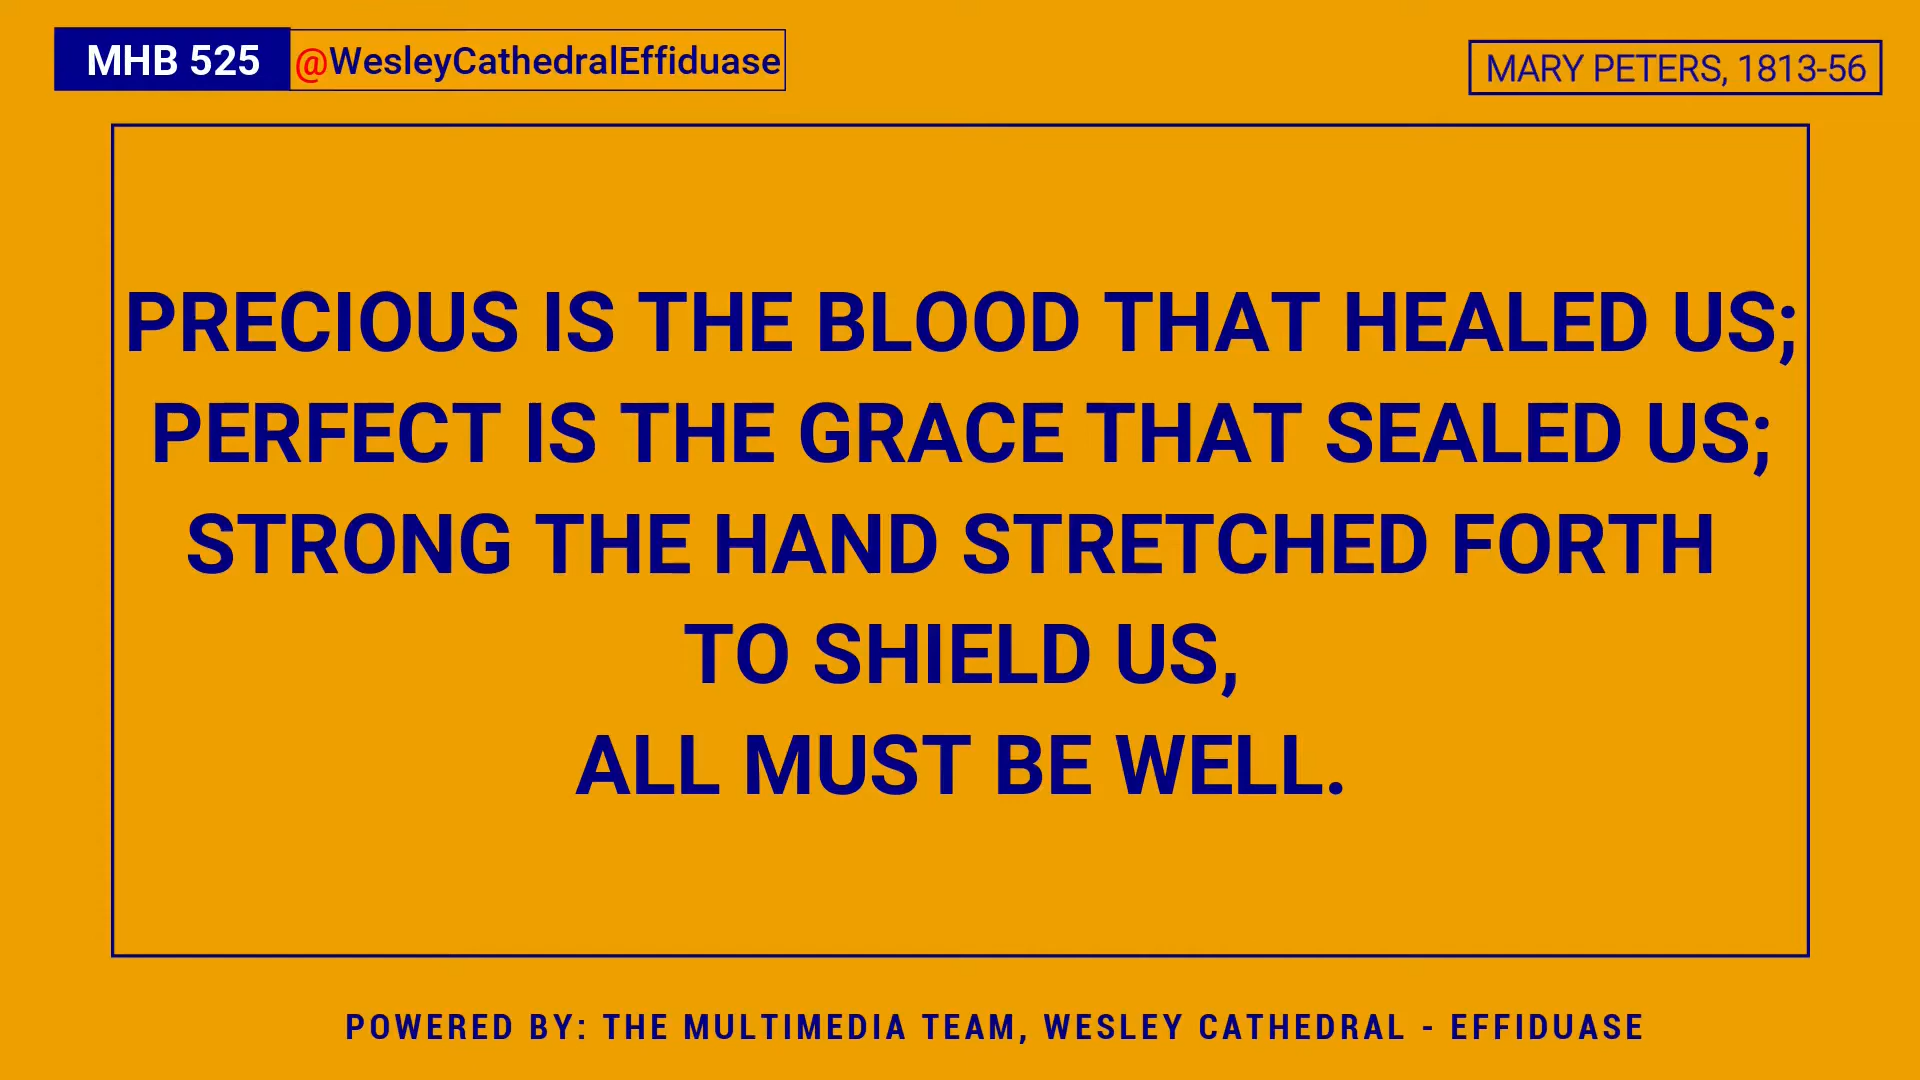 MHB 525 @WesleyCathedralEffiduase
MARY PETERS, 1813-56
PRECIOUS IS THE BLOOD THAT HEALED US;
PERFECT IS THE GRACE THAT SEALED US;
STRONG THE HAND STRETCHED FORTH
TO SHIELD US,
ALL MUST BE WELL.
POWERED BY: THE MULTIMEDIA TEAM, WESLEY CATHEDRAL - EFFIDUASE